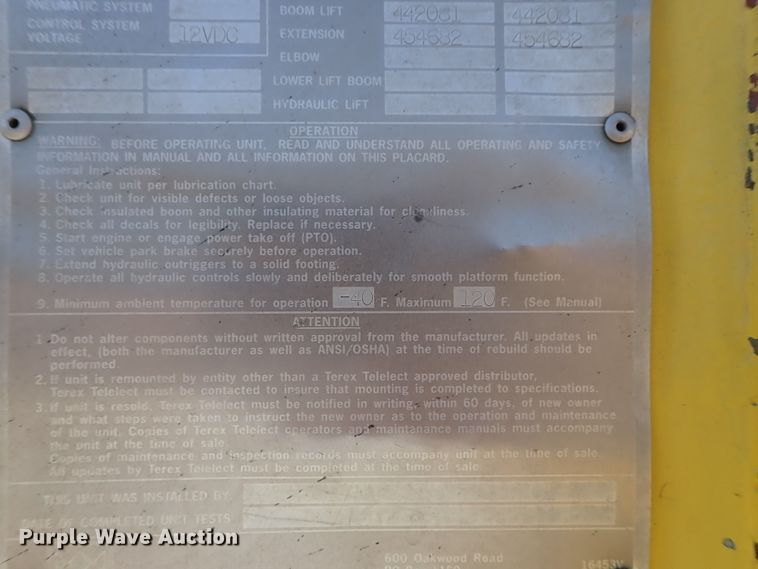 PNEUMATIC SYSTEM
CONTROL SYSTEM
VOLTAGE 12VDC
BOOM LIFT 442031 442031
EXTENSION 454682 454682
ELBOW
LOWER LIFT BOOM
HYDRAULIC LIFT
OPERATION
WARNING: BEFORE OPERATING UNIT, READ AND UNDERSTAND ALL OPERATING AND SAFETY
INFORMATION IN MANUAL AND ALL INFORMATION ON THIS PLACARD.
General Instructions:
1. Lubricate unit per lubrication chart.
2. Check unit for visible defects or loose objects.
3. Check insulated boom and other insulating material for cleanliness.
4. Check all decals for legibility. Replace if necessary.
5. Start engine or engage power take off (PTO).
6. Set vehicle park brake securely before operation.
7. Extend hydraulic outriggers to a solid footing.
8. Operate all hydraulic controls slowly and deliberately for smooth platform function.
9. Minimum ambient temperature for operation -40 F. Maximum 120 F. (See Manual)
ATTENTION
1. Do not alter components without written approval from the manufacturer. All updates in
effect, (both the manufacturer as well as ANSI/OSHA) at the time of rebuild should be
performed.
2. If unit is remounted by entity other than a Terex Telelect approved distributor,
Terex Telelect must be contacted to insure that mounting is completed to specifications.
3. If unit is resold, Terex Telelect must be notified in writing, within 60 days, of new owner
and what steps were taken to instruct the new owner as to the operation and maintenance
of the unit. Copies of Terex Telelect operators and maintanance manuals must accompany
the unit at the time of sale.
Copies of maintenance and inspection records must accompany unit at the time of sale.
All updates by Terex Telelect must be completed at the time of sale.
THIS UNIT WAS INSTALLED BY:
DATE OF COMPLETED UNIT TESTS
600 Oakwood Road
Purple Wave Auction